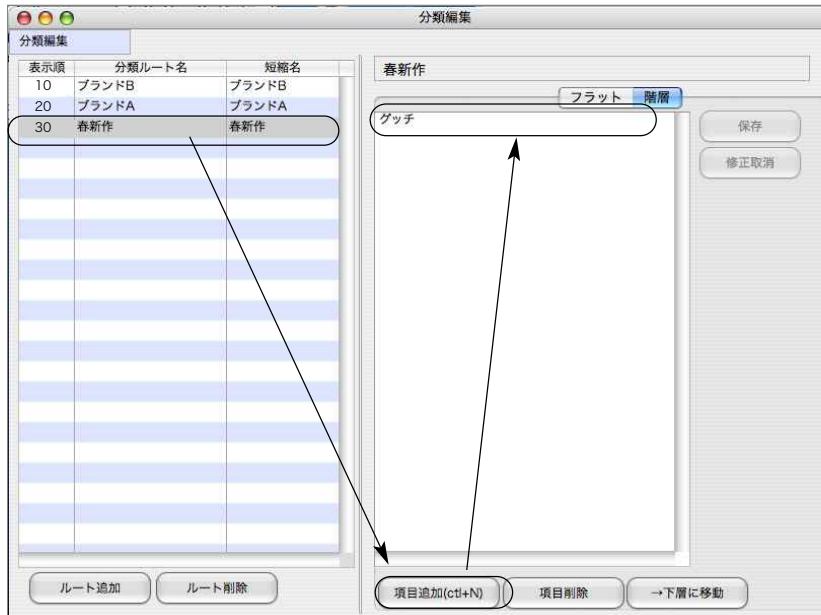 分類編集
分類編集
表示順 分類ルート名 短縮名
10 ブランドB ブランドB
20 ブランドA ブランドA
30 春新作 春新作
ルート追加 ルート削除
春新作
フラット 階層
グッチ
保存
修正取消
項目追加(ctl+N) 項目削除 →下層に移動